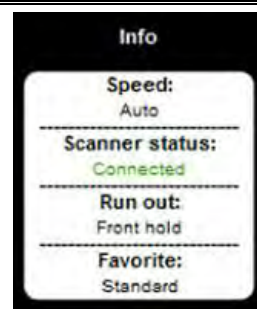 Info
Speed:
Auto
Scanner status:
Connected
Run out:
Front hold
Favorite:
Standard